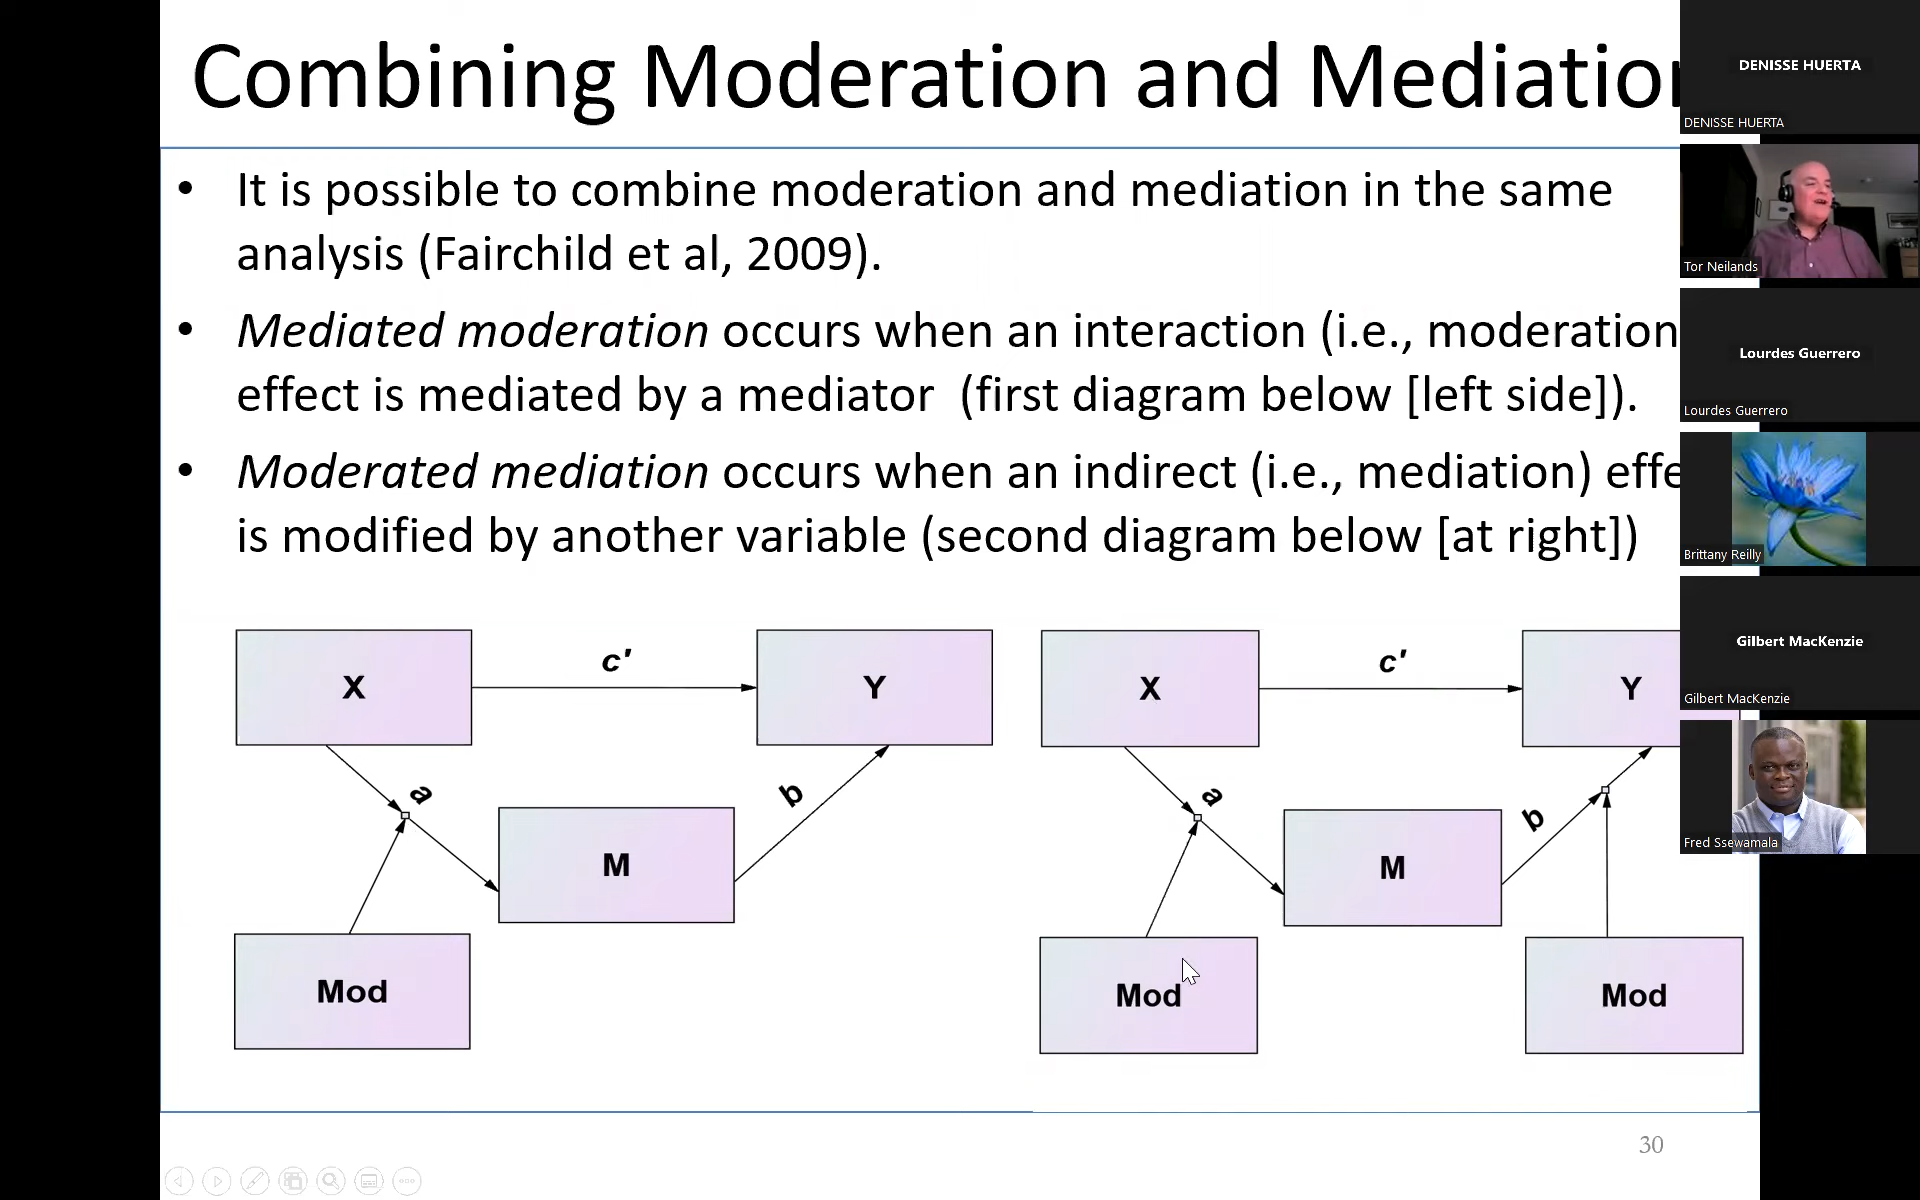 Combining Moderation and Mediation
• It is possible to combine moderation and mediation in the same
analysis (Fairchild et al, 2009).
• Mediated moderation occurs when an interaction (i.e., moderation
effect is mediated by a mediator (first diagram below [left side]).
• Moderated mediation occurs when an indirect (i.e., mediation) effe
is modified by another variable (second diagram below [at right])
X
c'
Y
a
b
M
Mod
X
c'
Y
a
b
M
Mod
Mod
30
DENISSE HUERTA
DENISSE HUERTA
Tor Neilands
Lourdes Guerrero
Lourdes Guerrero
Brittany Reilly
Gilbert MacKenzie
Gilbert MacKenzie
Fred Ssewamala